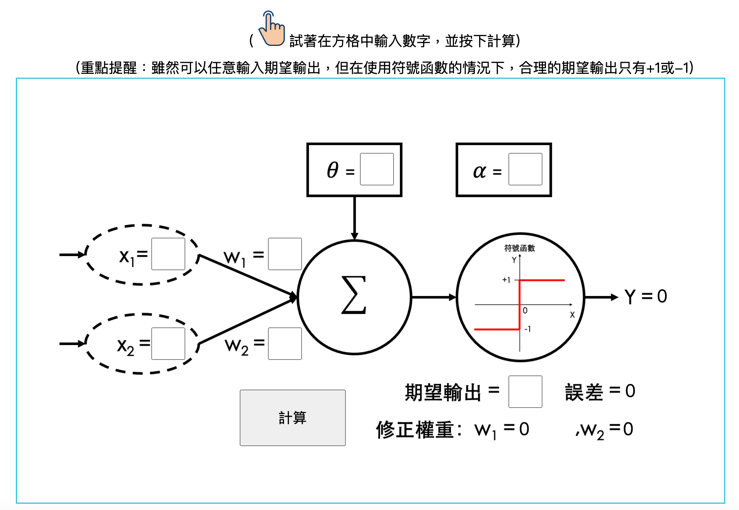 ( 試著在方格中輸入數字，並按下計算)
(重點提醒：雖然可以任意輸入期望輸出，但在使用符號函數的情況下，合理的期望輸出只有+1或–1)
θ =
α =
x₁=
w₁ =
Σ
符號函數
Y
+1
0
X
-1
Y = 0
x₂ =
w₂ =
期望輸出 =
誤差 = 0
計算
修正權重： w₁ = 0 ,w₂ = 0